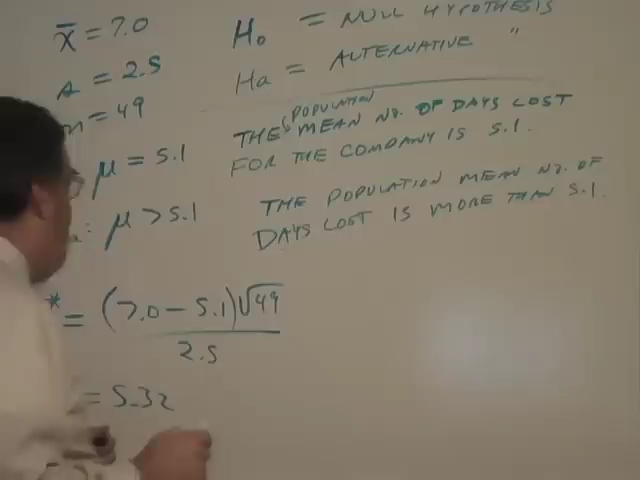 x̄ = 7.0
s = 2.5
n = 49
μ = 5.1
: μ > 5.1
H₀ = NULL HYPOTHESIS
Ha = ALTERNATIVE "
POPULATION
THE MEAN NO. OF DAYS LOST
FOR THE COMPANY IS 5.1.
THE POPULATION MEAN NO. OF
DAYS LOST IS MORE THAN 5.1.
* = (7.0 - 5.1)√49
2.5
= 5.32